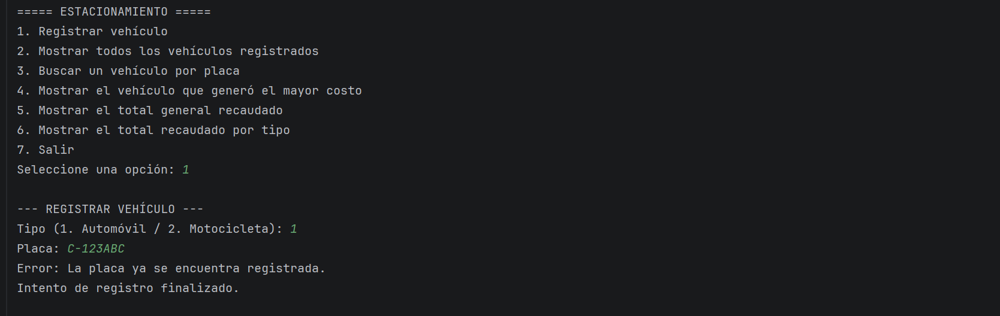 ===== ESTACIONAMIENTO =====
1. Registrar vehículo
2. Mostrar todos los vehículos registrados
3. Buscar un vehículo por placa
4. Mostrar el vehículo que generó el mayor costo
5. Mostrar el total general recaudado
6. Mostrar el total recaudado por tipo
7. Salir
Seleccione una opción: 1
--- REGISTRAR VEHÍCULO ---
Tipo (1. Automóvil / 2. Motocicleta): 1
Placa: C-123ABC
Error: La placa ya se encuentra registrada.
Intento de registro finalizado.